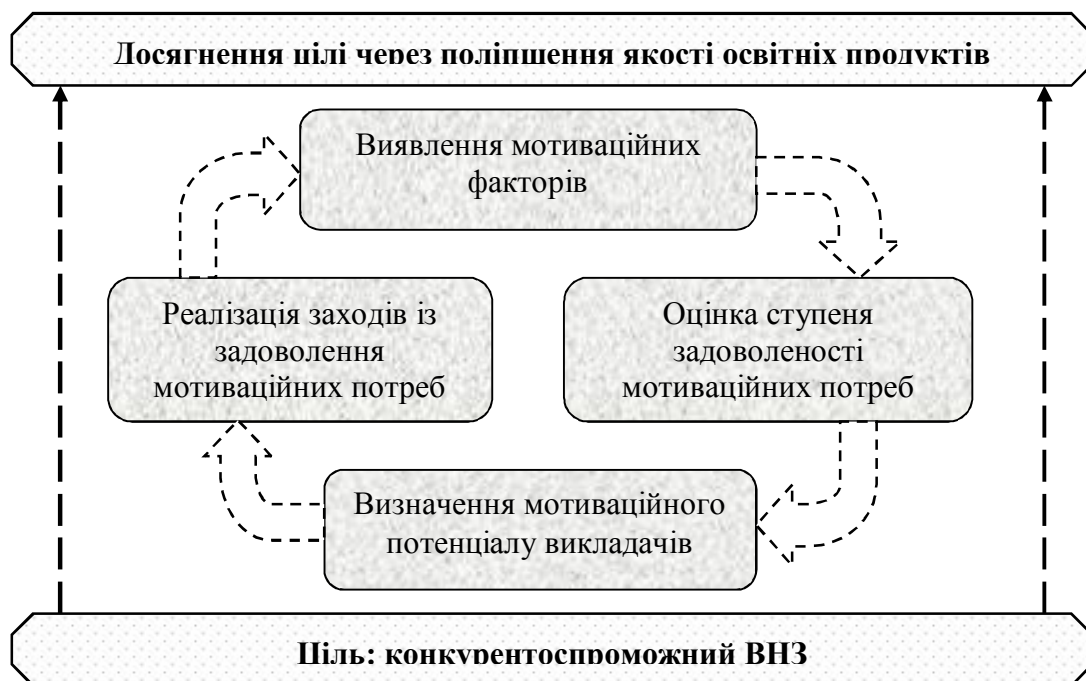 Досягнення цілі через поліпшення якості освітніх продуктів
Виявлення мотиваційних
факторів
Реалізація заходів із
задоволення
мотиваційних потреб
Оцінка ступеня
задоволеності
мотиваційних потреб
Визначення мотиваційного
потенціалу викладачів
Ціль: конкурентоспроможний ВНЗ